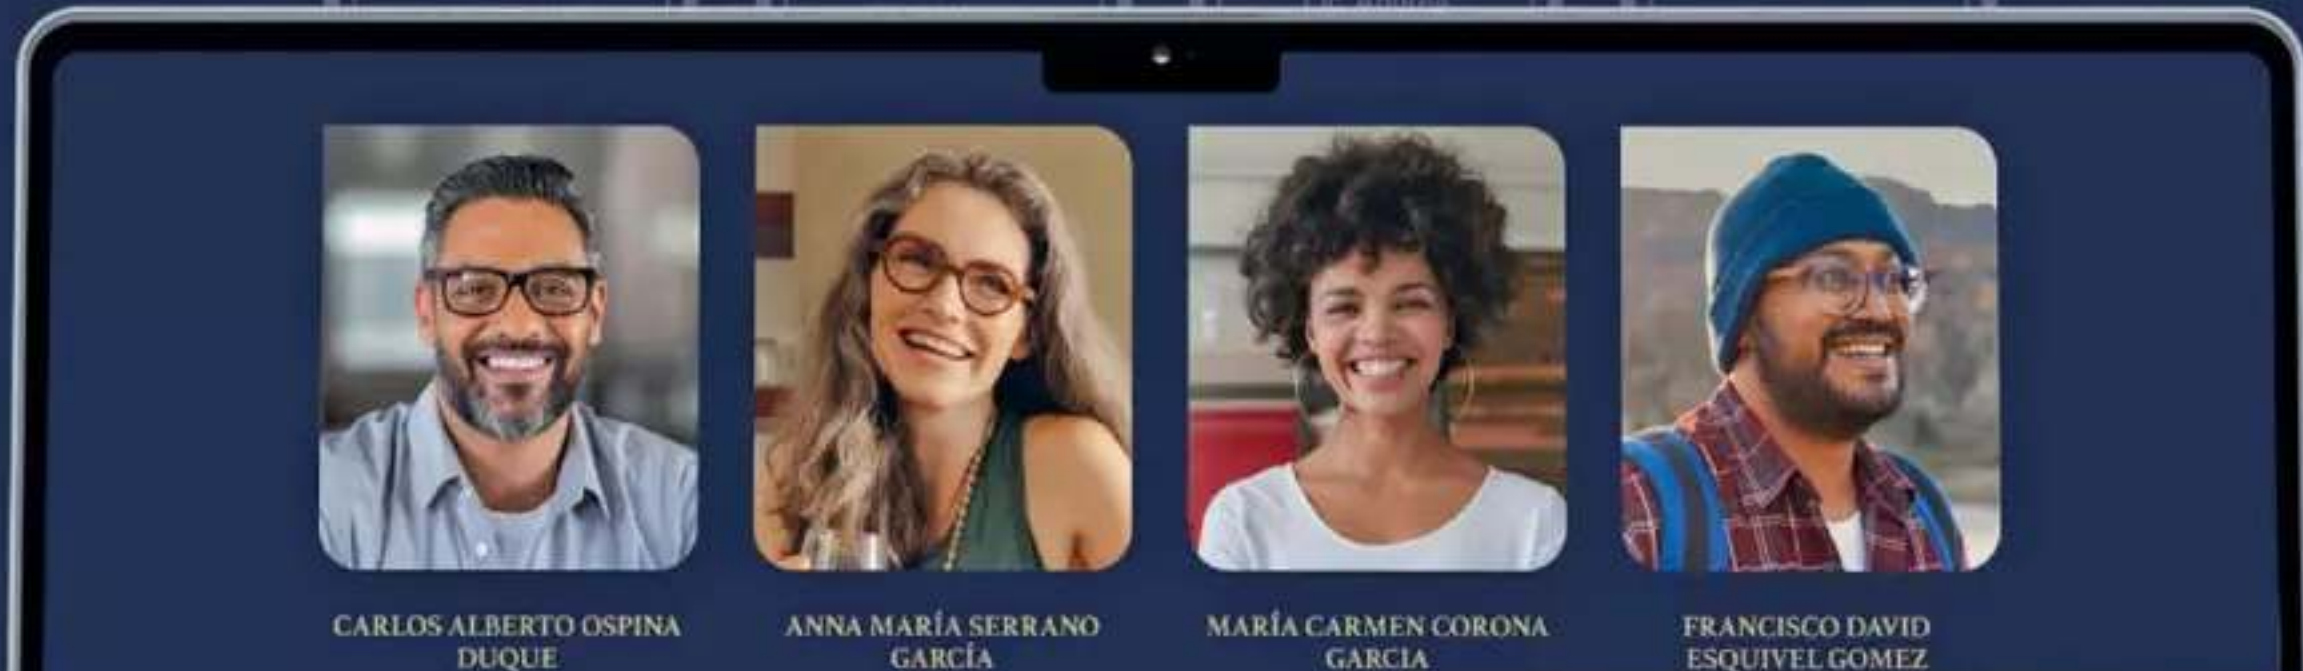 CARLOS ALBERTO OSPINA
DUQUE
ANNA MARÍA SERRANO
GARCÍA
MARÍA CARMEN CORONA
GARCIA
FRANCISCO DAVID
ESQUIVEL GOMEZ